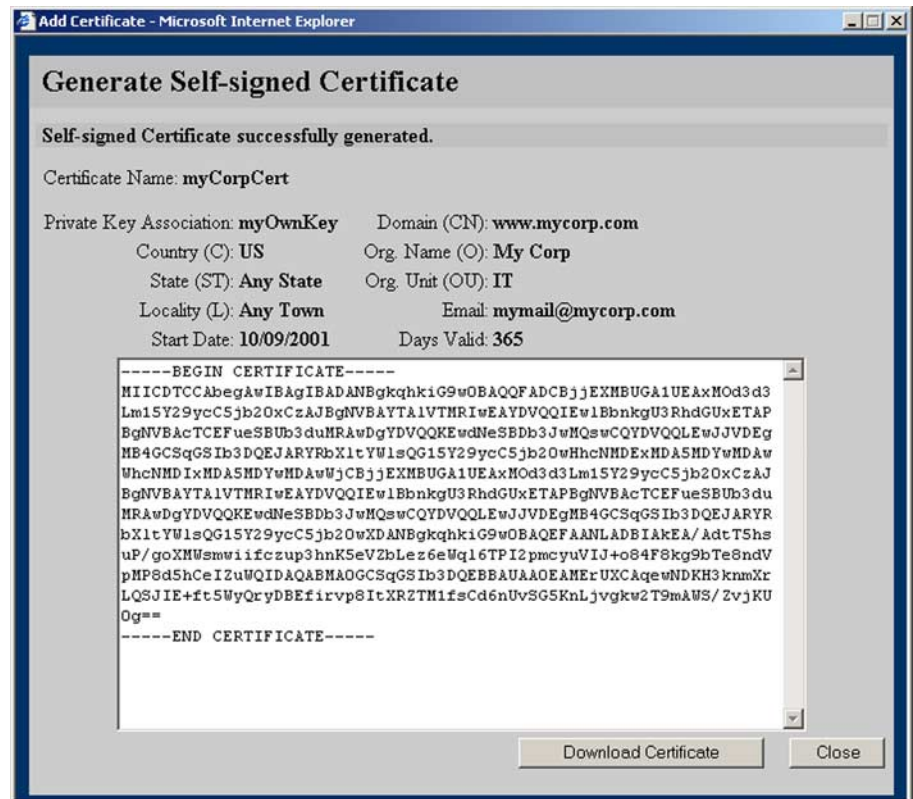 Add Certificate - Microsoft Internet Explorer
Generate Self-signed Certificate
Self-signed Certificate successfully generated.
Certificate Name: myCorpCert
Private Key Association: myOwnKey Domain (CN): www.mycorp.com
Country (C): US Org. Name (O): My Corp
State (ST): Any State Org. Unit (OU): IT
Locality (L): Any Town Email: mymail@mycorp.com
Start Date: 10/09/2001 Days Valid: 365
-----BEGIN CERTIFICATE-----
MIICDTCCAbegAwIBAgIBADANBgkqhkiG9w0BAQQFADCBjjEXMBUGA1UEAxMOd3d3
Lm15Y29ycC5jb20xCzAJBgNVBAYTAlVTMRIwEAYDVQQIEwlBbnkgU3RhdGUxETAP
BgNVBAcTCEFueSBUb3duMRAwDgYDVQQKEwdNeSBDb3JwMQswCQYDVQQLEwJJVDEg
MB4GCSqGSIb3DQEJARYRbXltYWlsQG15Y29ycC5jb20wHhcNMDExMDA5MDYwMDAw
WhcNMDIxMDA5MDYwMDAwWjCBjjEXMBUGA1UEAxMOd3d3Lm15Y29ycC5jb20xCzAJ
BgNVBAYTAlVTMRIwEAYDVQQIEwlBbnkgU3RhdGUxETAPBgNVBAcTCEFueSBUb3du
MRAwDgYDVQQKEwdNeSBDb3JwMQswCQYDVQQLEwJJVDEgMB4GCSqGSIb3DQEJARYR
bXltYWlsQG15Y29ycC5jb20wXDANBgkqhkiG9w0BAQEFAANLADBIAkEA/AdtT5hs
uP/goXMWsmwiifczup3hnK5eVZbLez6eWql6TPI2pmcyuVIJ+o84F8kg9bTe8ndV
pMP8d5hCeIZuWQIDAQABMA0GCSqGSIb3DQEBBAUAA0EAMErUXCAqewNDKH3knmXr
LQSJIE+ft5WyQryDBEfirvp8ItXRZTM1fsCd6nUvSG5KnLjvgkw2T9mAWS/ZvjKU
0g==
-----END CERTIFICATE-----
Download Certificate Close